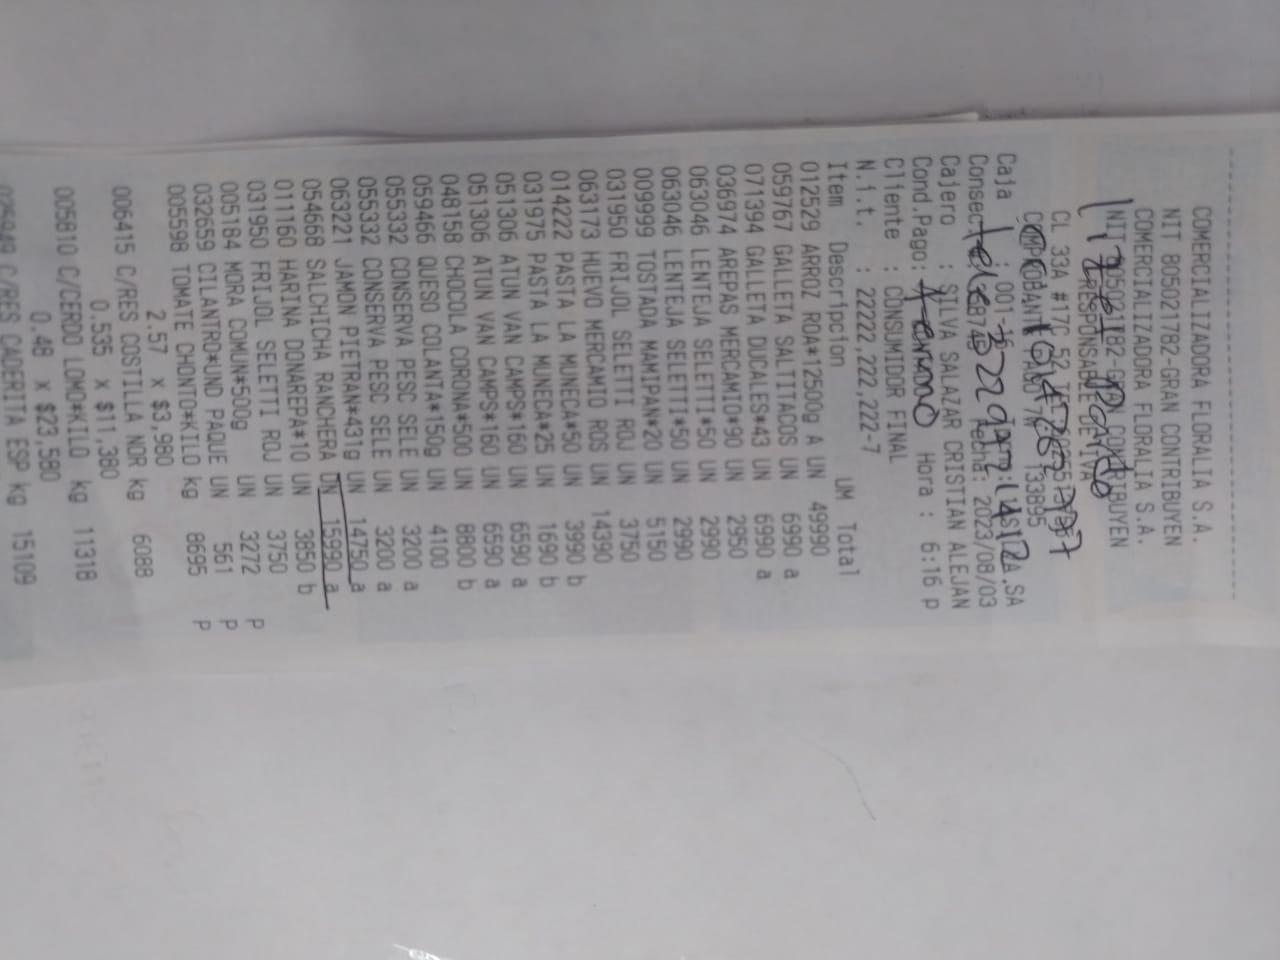 COMERCIALIZADORA FLORALIA S.A.
NIT 805021782-GRAN CONTRIBUYEN
COMERCIALIZADORA FLORALIA S.A.
NIT 805021782-GRAN CONTRIBUYEN
RESPONSABLE DE IVA
CL 33A #17C 52
133895
Caja : 001-16
Consec Fecha: 2023/08/03
Cajero : SILVA SALAZAR CRISTIAN ALEJAN
Cond.Pago: Hora : 6:16 p
Cliente : CONSUMIDOR FINAL
N.i.t. : 22222,222,222-7
Item Descripcion UM Total
012529 ARROZ ROA*12500g A UN 49990
059767 GALLETA SALTITACOS UN 6990 a
071394 GALLETA DUCALES*43 UN 6990 a
036974 AREPAS MERCAMIO*90 UN 2950
063046 LENTEJA SELETTI*50 UN 2990
063046 LENTEJA SELETTI*50 UN 2990
009999 TOSTADA MAMIPAN*20 UN 5150
031950 FRIJOL SELETTI ROJ UN 3750
063173 HUEVO MERCAMIO ROS UN 14390
014222 PASTA LA MUNECA*50 UN 3990 b
031975 PASTA LA MUNECA*25 UN 1690 b
051306 ATUN VAN CAMPS*160 UN 6590 a
051306 ATUN VAN CAMPS*160 UN 6590 a
048158 CHOCOLA CORONA*500 UN 8800 b
059466 QUESO COLANTA*150g UN 4100
055332 CONSERVA PESC SELE UN 3200 a
055332 CONSERVA PESC SELE UN 3200 a
063221 JAMON PIETRAN*431g UN 14750 a
054668 SALCHICHA RANCHERA UN 15990 a
011160 HARINA DONAREPA*10 UN 3850 b
031950 FRIJOL SELETTI ROJ UN 3750
005184 MORA COMUN*500g UN 3272 P
032659 CILANTRO*UND PAQUE UN 561 P
005598 TOMATE CHONTO*KILO kg 8695 P
2.57 x $3,980
006415 C/RES COSTILLA NOR kg 6088
0.535 x $11,380
005810 C/CERDO LOMO*KILO kg 11318
0.48 x $23,580
C/RES CADERITA ESP kg 15109